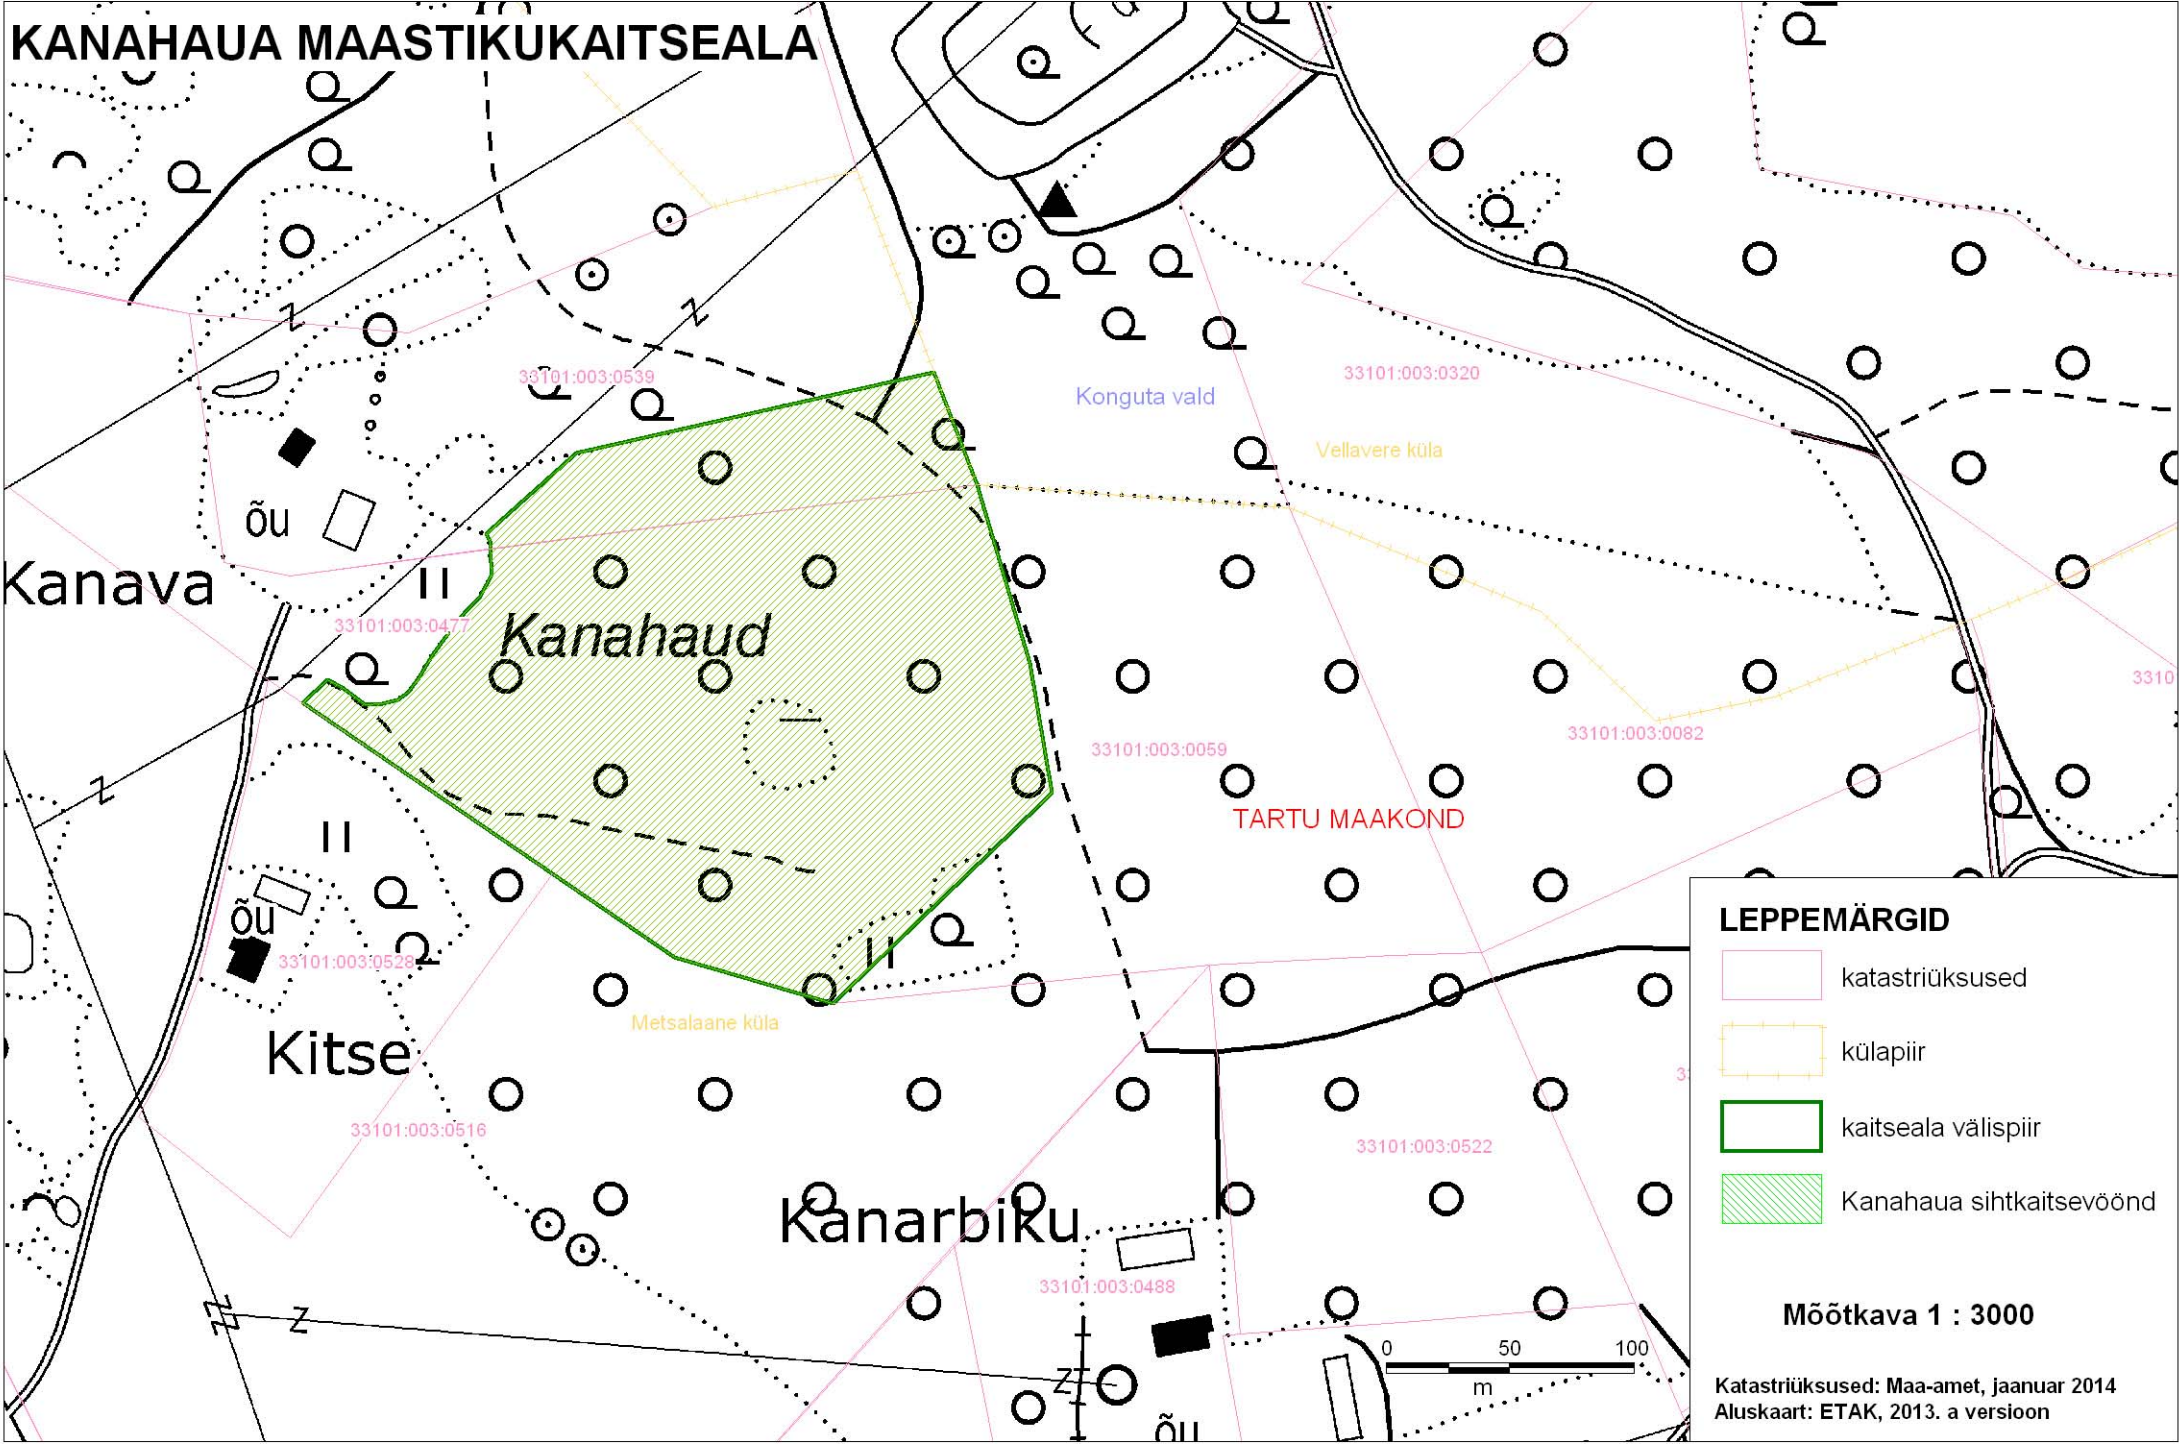 KANAHAUA MAASTIKUKAITSEALA
33101:003:0539
33101:003:0320
Konguta vald
Vellavere küla
õu
Kanava
33101:003:0477
Kanahaud
3310
33101:003:0082
33101:003:0059
TARTU MAAKOND
õu
33101:003:0528
Metsalaane küla
Kitse
33101:003:0516
33101:003:0522
Kanarbiku
33101:003:0488
õu
LEPPEMÄRGID
katastriüksused
külapiir
kaitseala välispiir
Kanahaua sihtkaitsevöönd
Mõõtkava 1 : 3000
0 50 100
m
Katastriüksused: Maa-amet, jaanuar 2014
Aluskaart: ETAK, 2013. a versioon